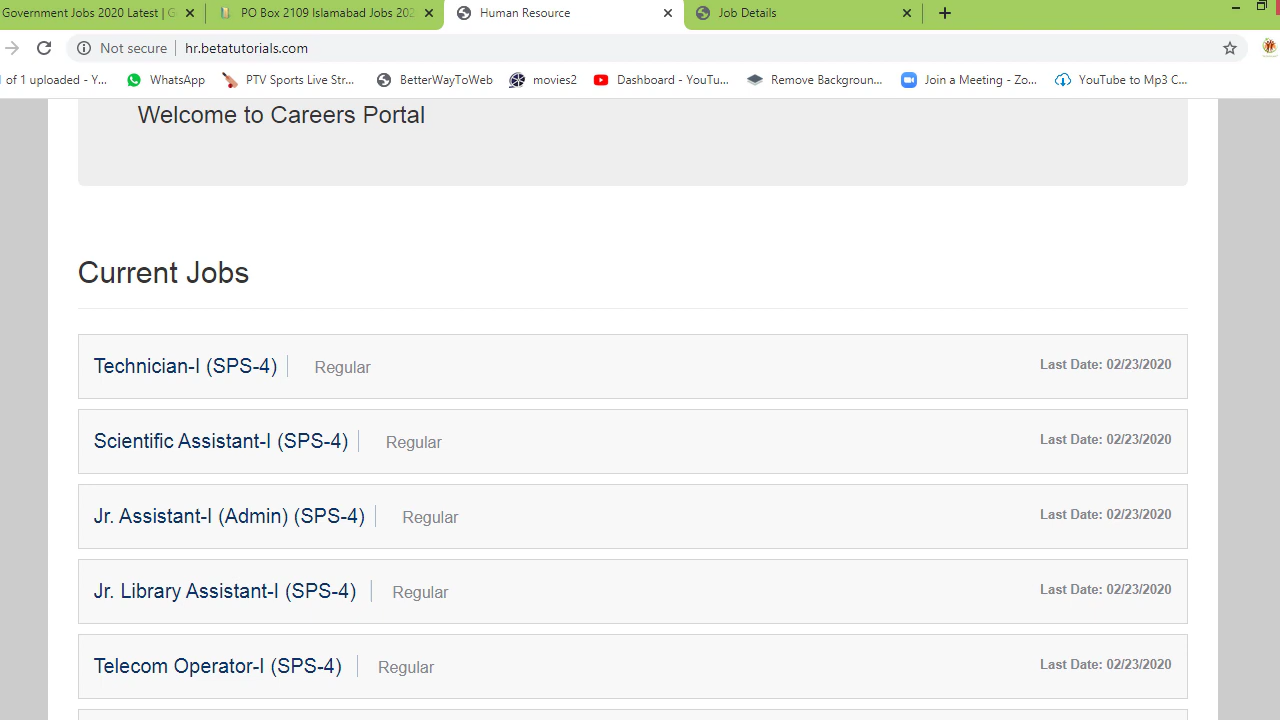 Government Jobs 2020 Latest | G
PO Box 2109 Islamabad Jobs 202
Human Resource
Job Details
Not secure
hr.betatutorials.com
of 1 uploaded - Y...
WhatsApp
PTV Sports Live Str...
BetterWayToWeb
movies2
Dashboard - YouTu...
Remove Backgroun...
Join a Meeting - Zo...
YouTube to Mp3 C...
Welcome to Careers Portal
Current Jobs
Technician-I (SPS-4) Regular Last Date: 02/23/2020
Scientific Assistant-I (SPS-4) Regular Last Date: 02/23/2020
Jr. Assistant-I (Admin) (SPS-4) Regular Last Date: 02/23/2020
Jr. Library Assistant-I (SPS-4) Regular Last Date: 02/23/2020
Telecom Operator-I (SPS-4) Regular Last Date: 02/23/2020